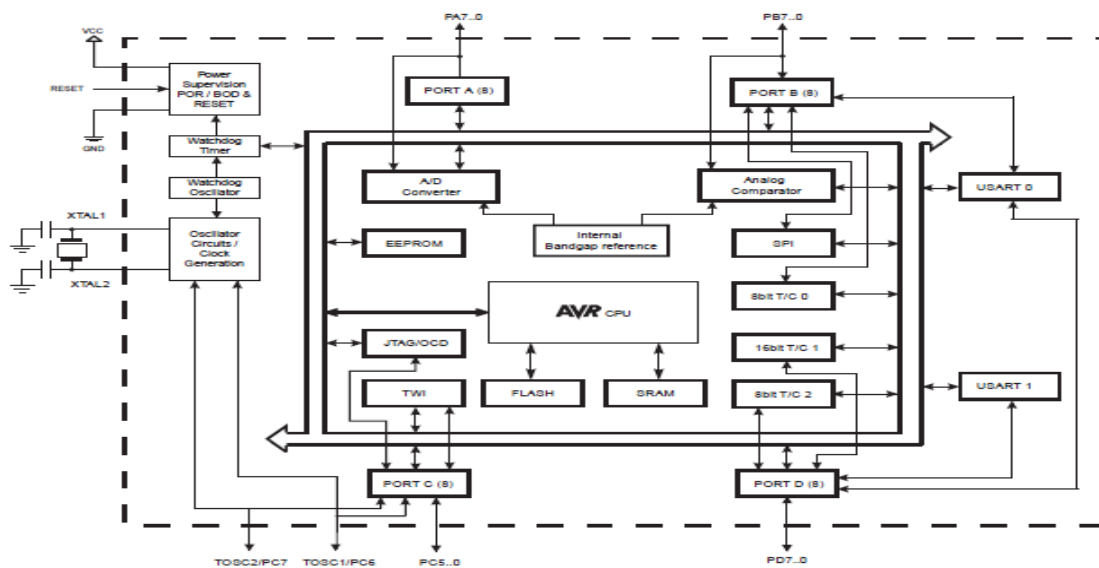 PA7..0
PB7..0
VCC
Power
Supervision
POR / BOD &
RESET
RESET
GND
PORT A (8)
PORT B (8)
Watchdog
Timer
Watchdog
Oscillator
A/D
Converter
Analog
Comparator
USART 0
XTAL1
Oscillator
Circuits /
Clock
Generation
XTAL2
EEPROM
Internal
Bandgap reference
SPI
8bit T/C 0
AVR CPU
JTAG/OCD
16bit T/C 1
TWI
FLASH
SRAM
8bit T/C 2
USART 1
PORT C (8)
PORT D (8)
TOSC2/PC7
TOSC1/PC6
PC5..0
PD7..0